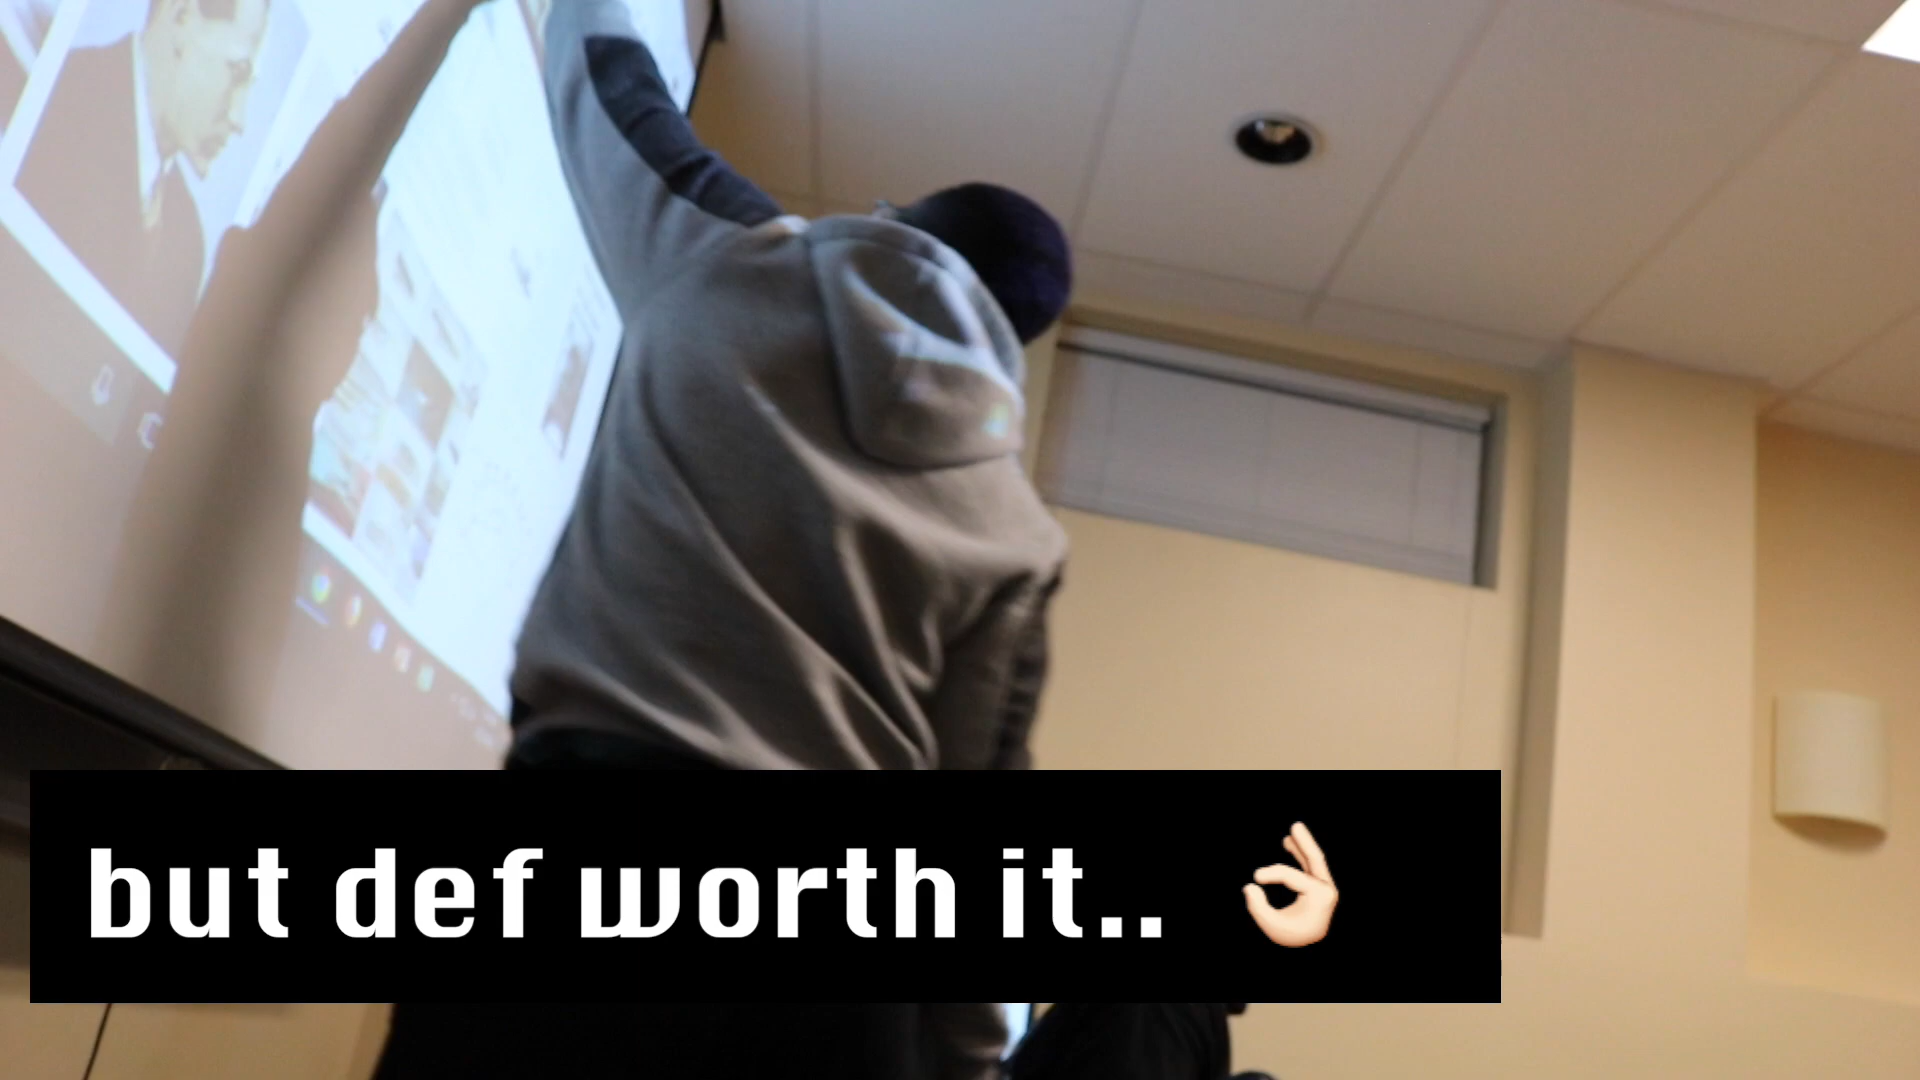 but def worth it.. 👌🏻